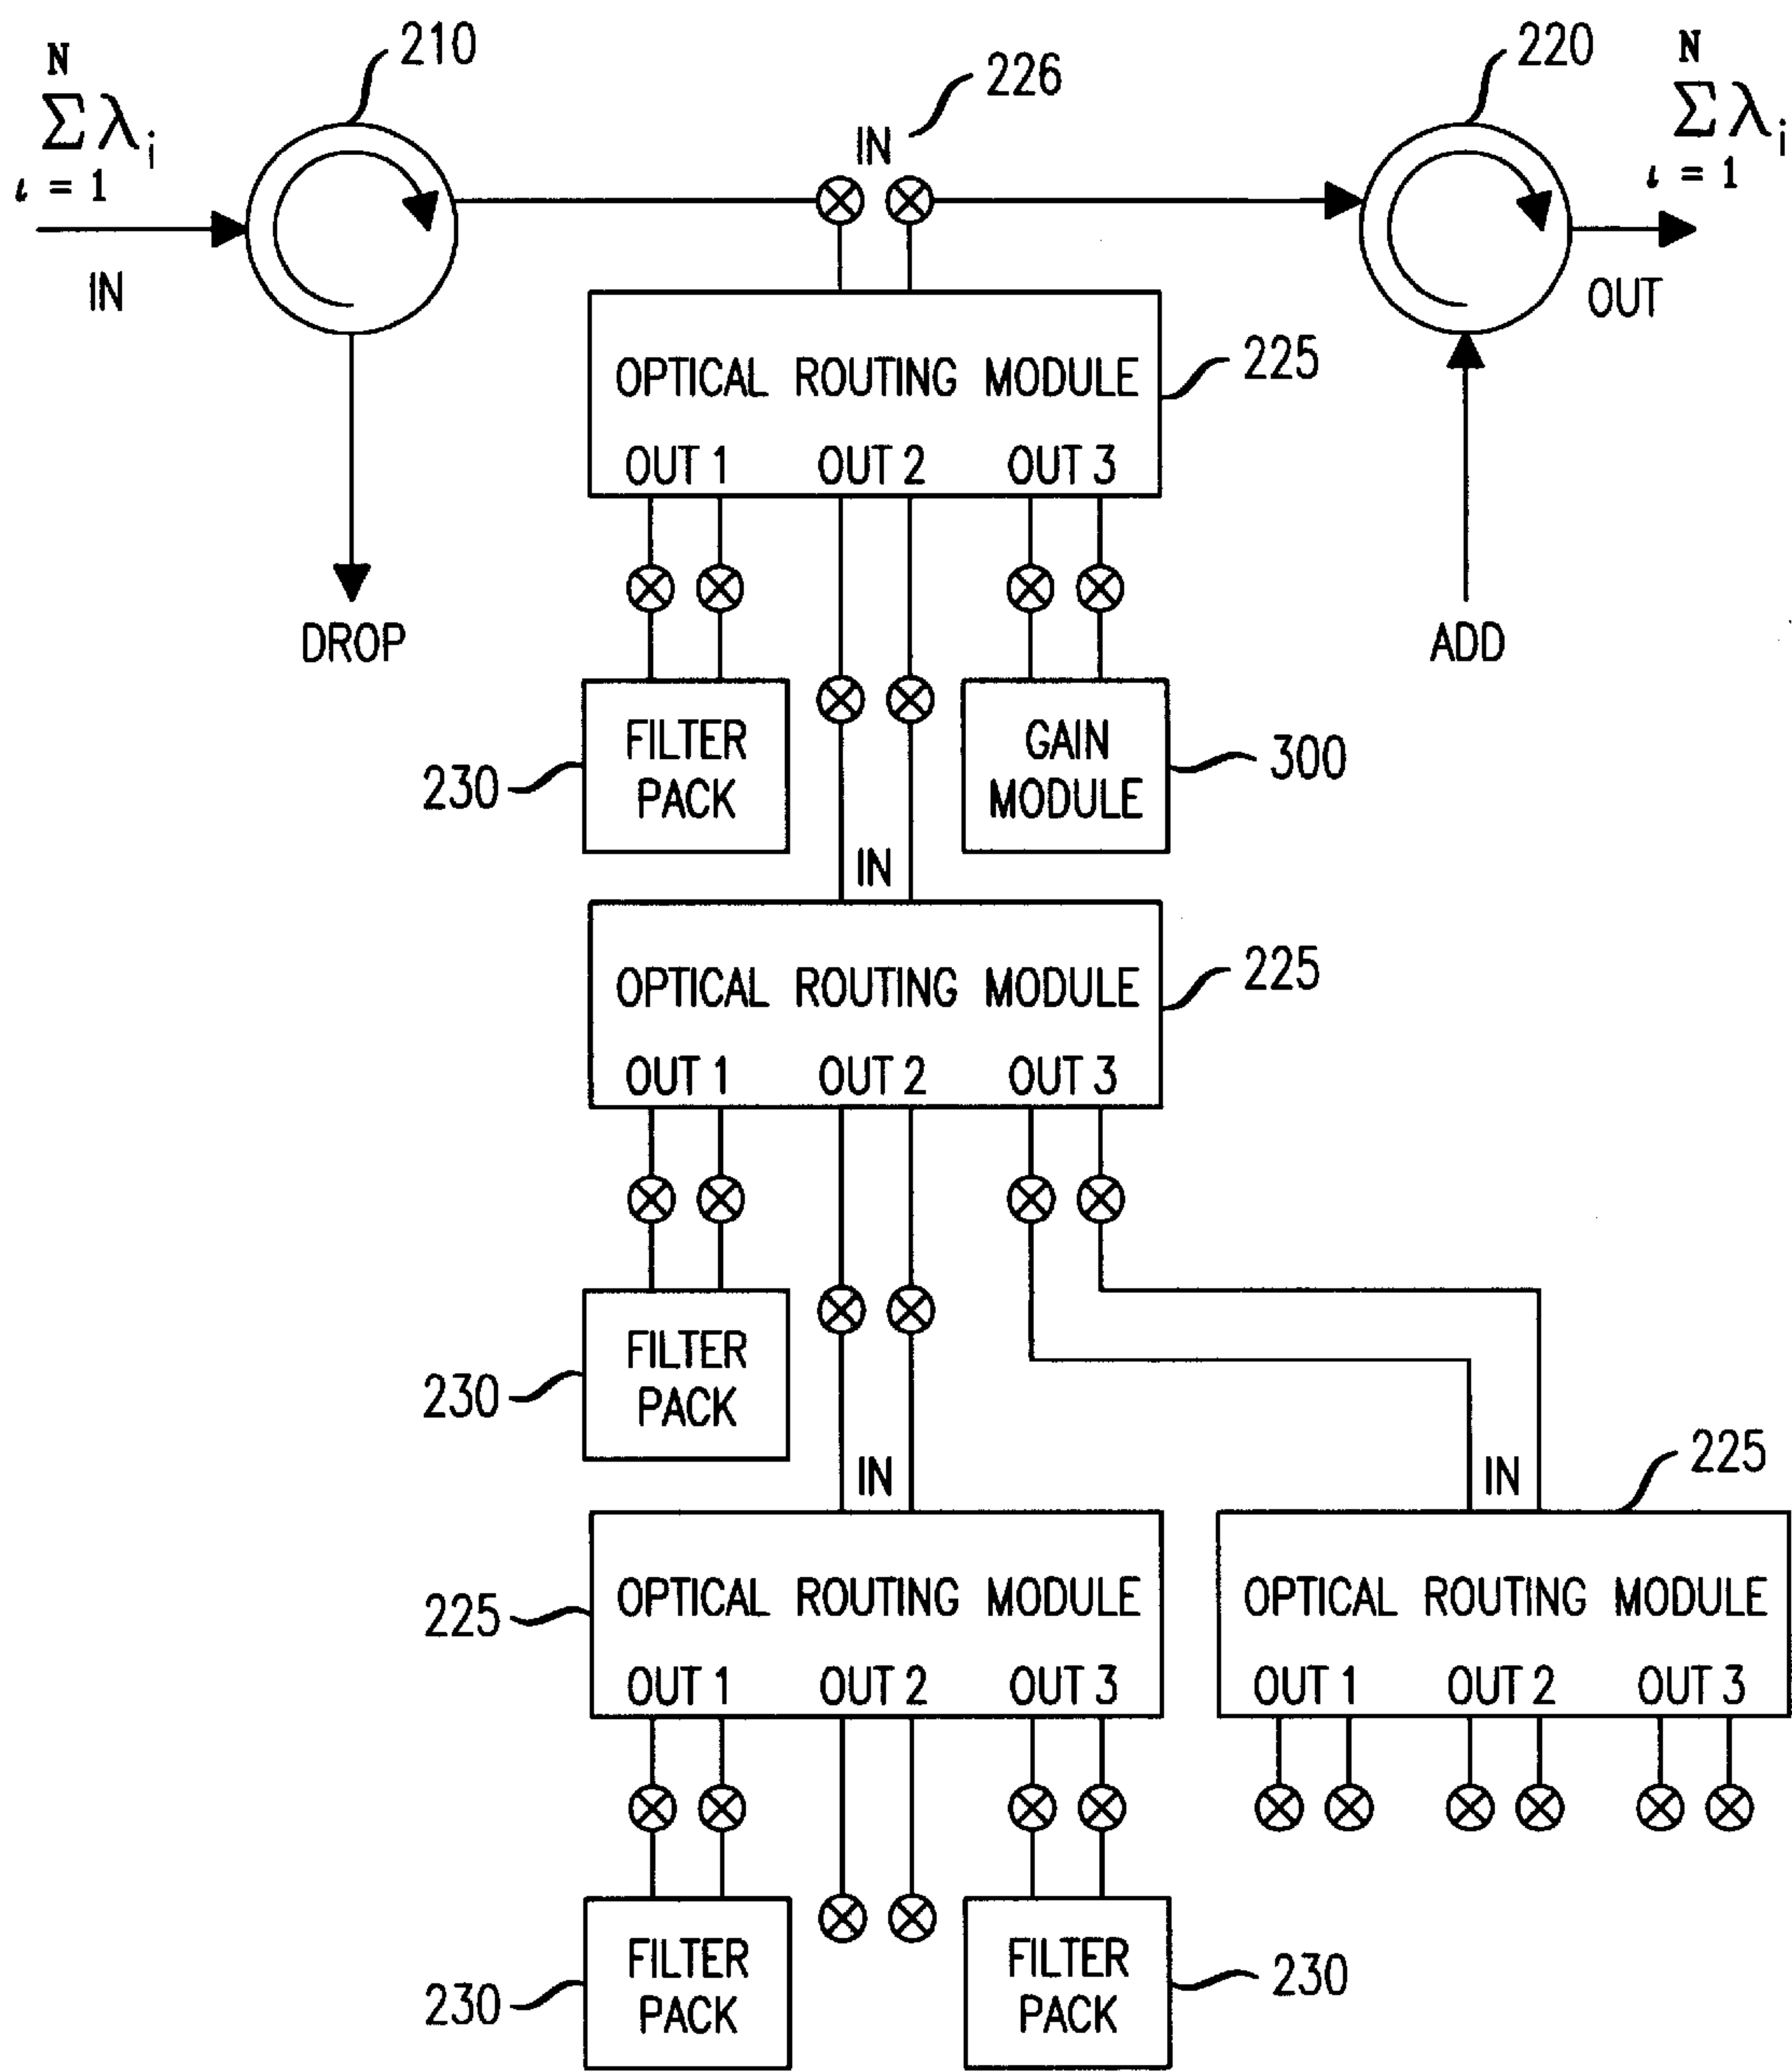 N 210 226 220 N
Σ λi IN Σ λi
ι = 1 ι = 1
IN OUT
OPTICAL ROUTING MODULE 225
OUT 1 OUT 2 OUT 3
DROP ADD
FILTER PACK 230
GAIN MODULE 300
IN
OPTICAL ROUTING MODULE 225
OUT 1 OUT 2 OUT 3
FILTER PACK 230
IN IN 225
225 OPTICAL ROUTING MODULE
OUT 1 OUT 2 OUT 3
OPTICAL ROUTING MODULE
OUT 1 OUT 2 OUT 3
230 FILTER PACK
FILTER PACK 230